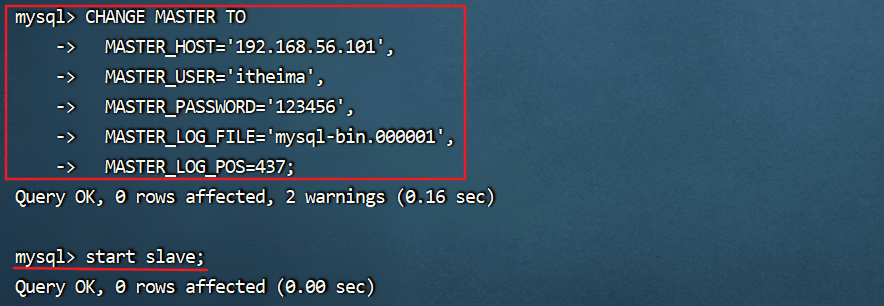 mysql> CHANGE MASTER TO
    ->   MASTER_HOST='192.168.56.101',
    ->   MASTER_USER='itheima',
    ->   MASTER_PASSWORD='123456',
    ->   MASTER_LOG_FILE='mysql-bin.000001',
    ->   MASTER_LOG_POS=437;
Query OK, 0 rows affected, 2 warnings (0.16 sec)
mysql> start slave;
Query OK, 0 rows affected (0.00 sec)